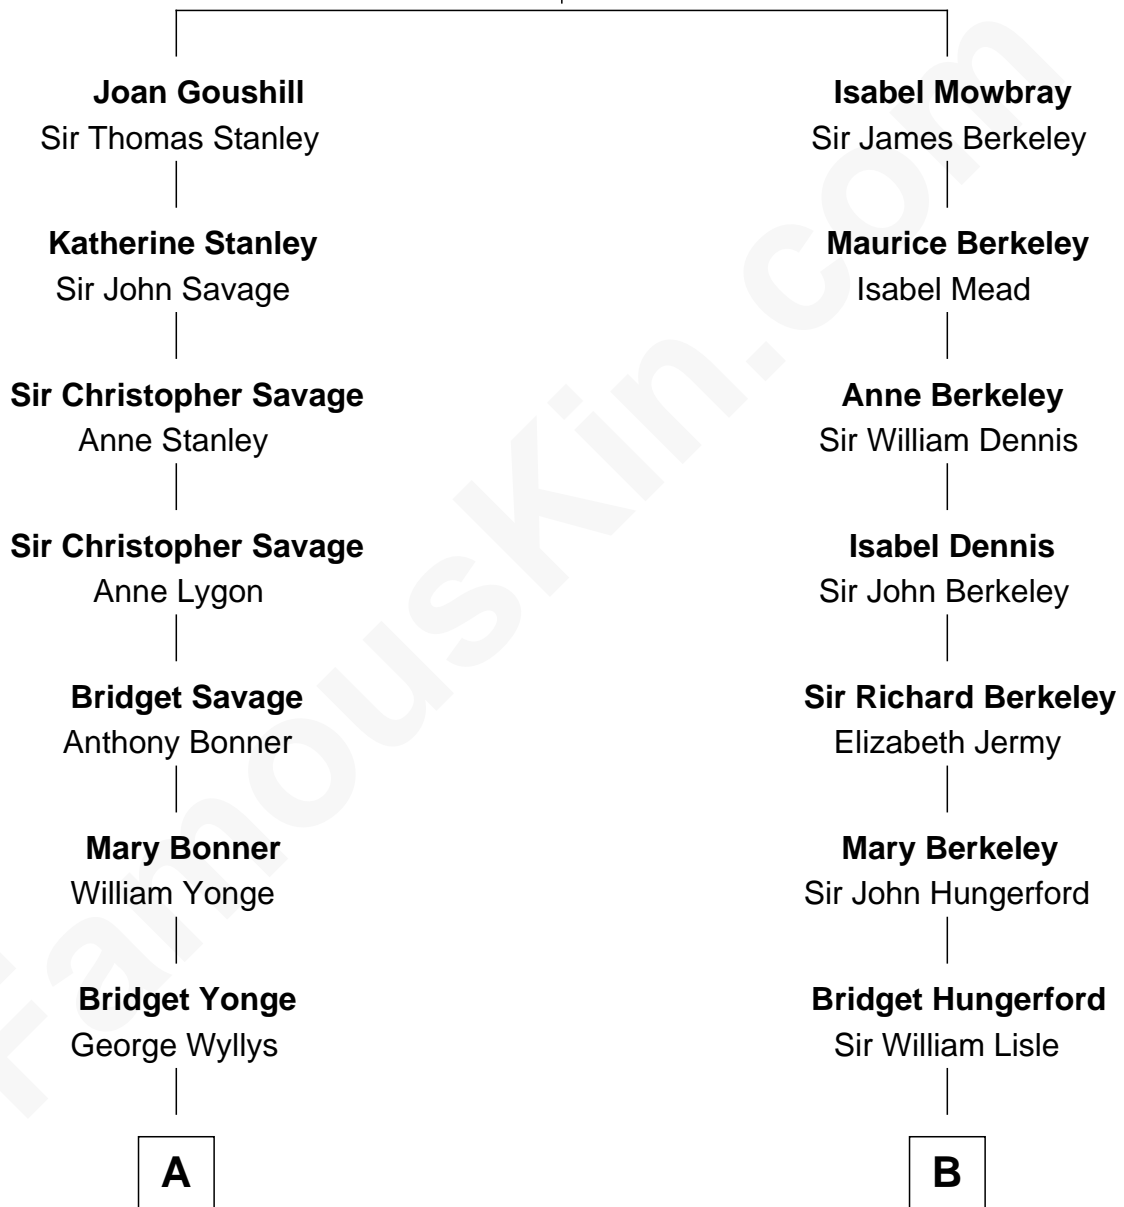 Joan Goushill
Sir Thomas Stanley
Katherine Stanley
Sir John Savage
Sir Christopher Savage
Anne Stanley
Sir Christopher Savage
Anne Lygon
Bridget Savage
Anthony Bonner
Mary Bonner
William Yonge
Bridget Yonge
George Wyllys
A
Isabel Mowbray
Sir James Berkeley
Maurice Berkeley
Isabel Mead
Anne Berkeley
Sir William Dennis
Isabel Dennis
Sir John Berkeley
Sir Richard Berkeley
Elizabeth Jermy
Mary Berkeley
Sir John Hungerford
Bridget Hungerford
Sir William Lisle
B
FamousKin.com